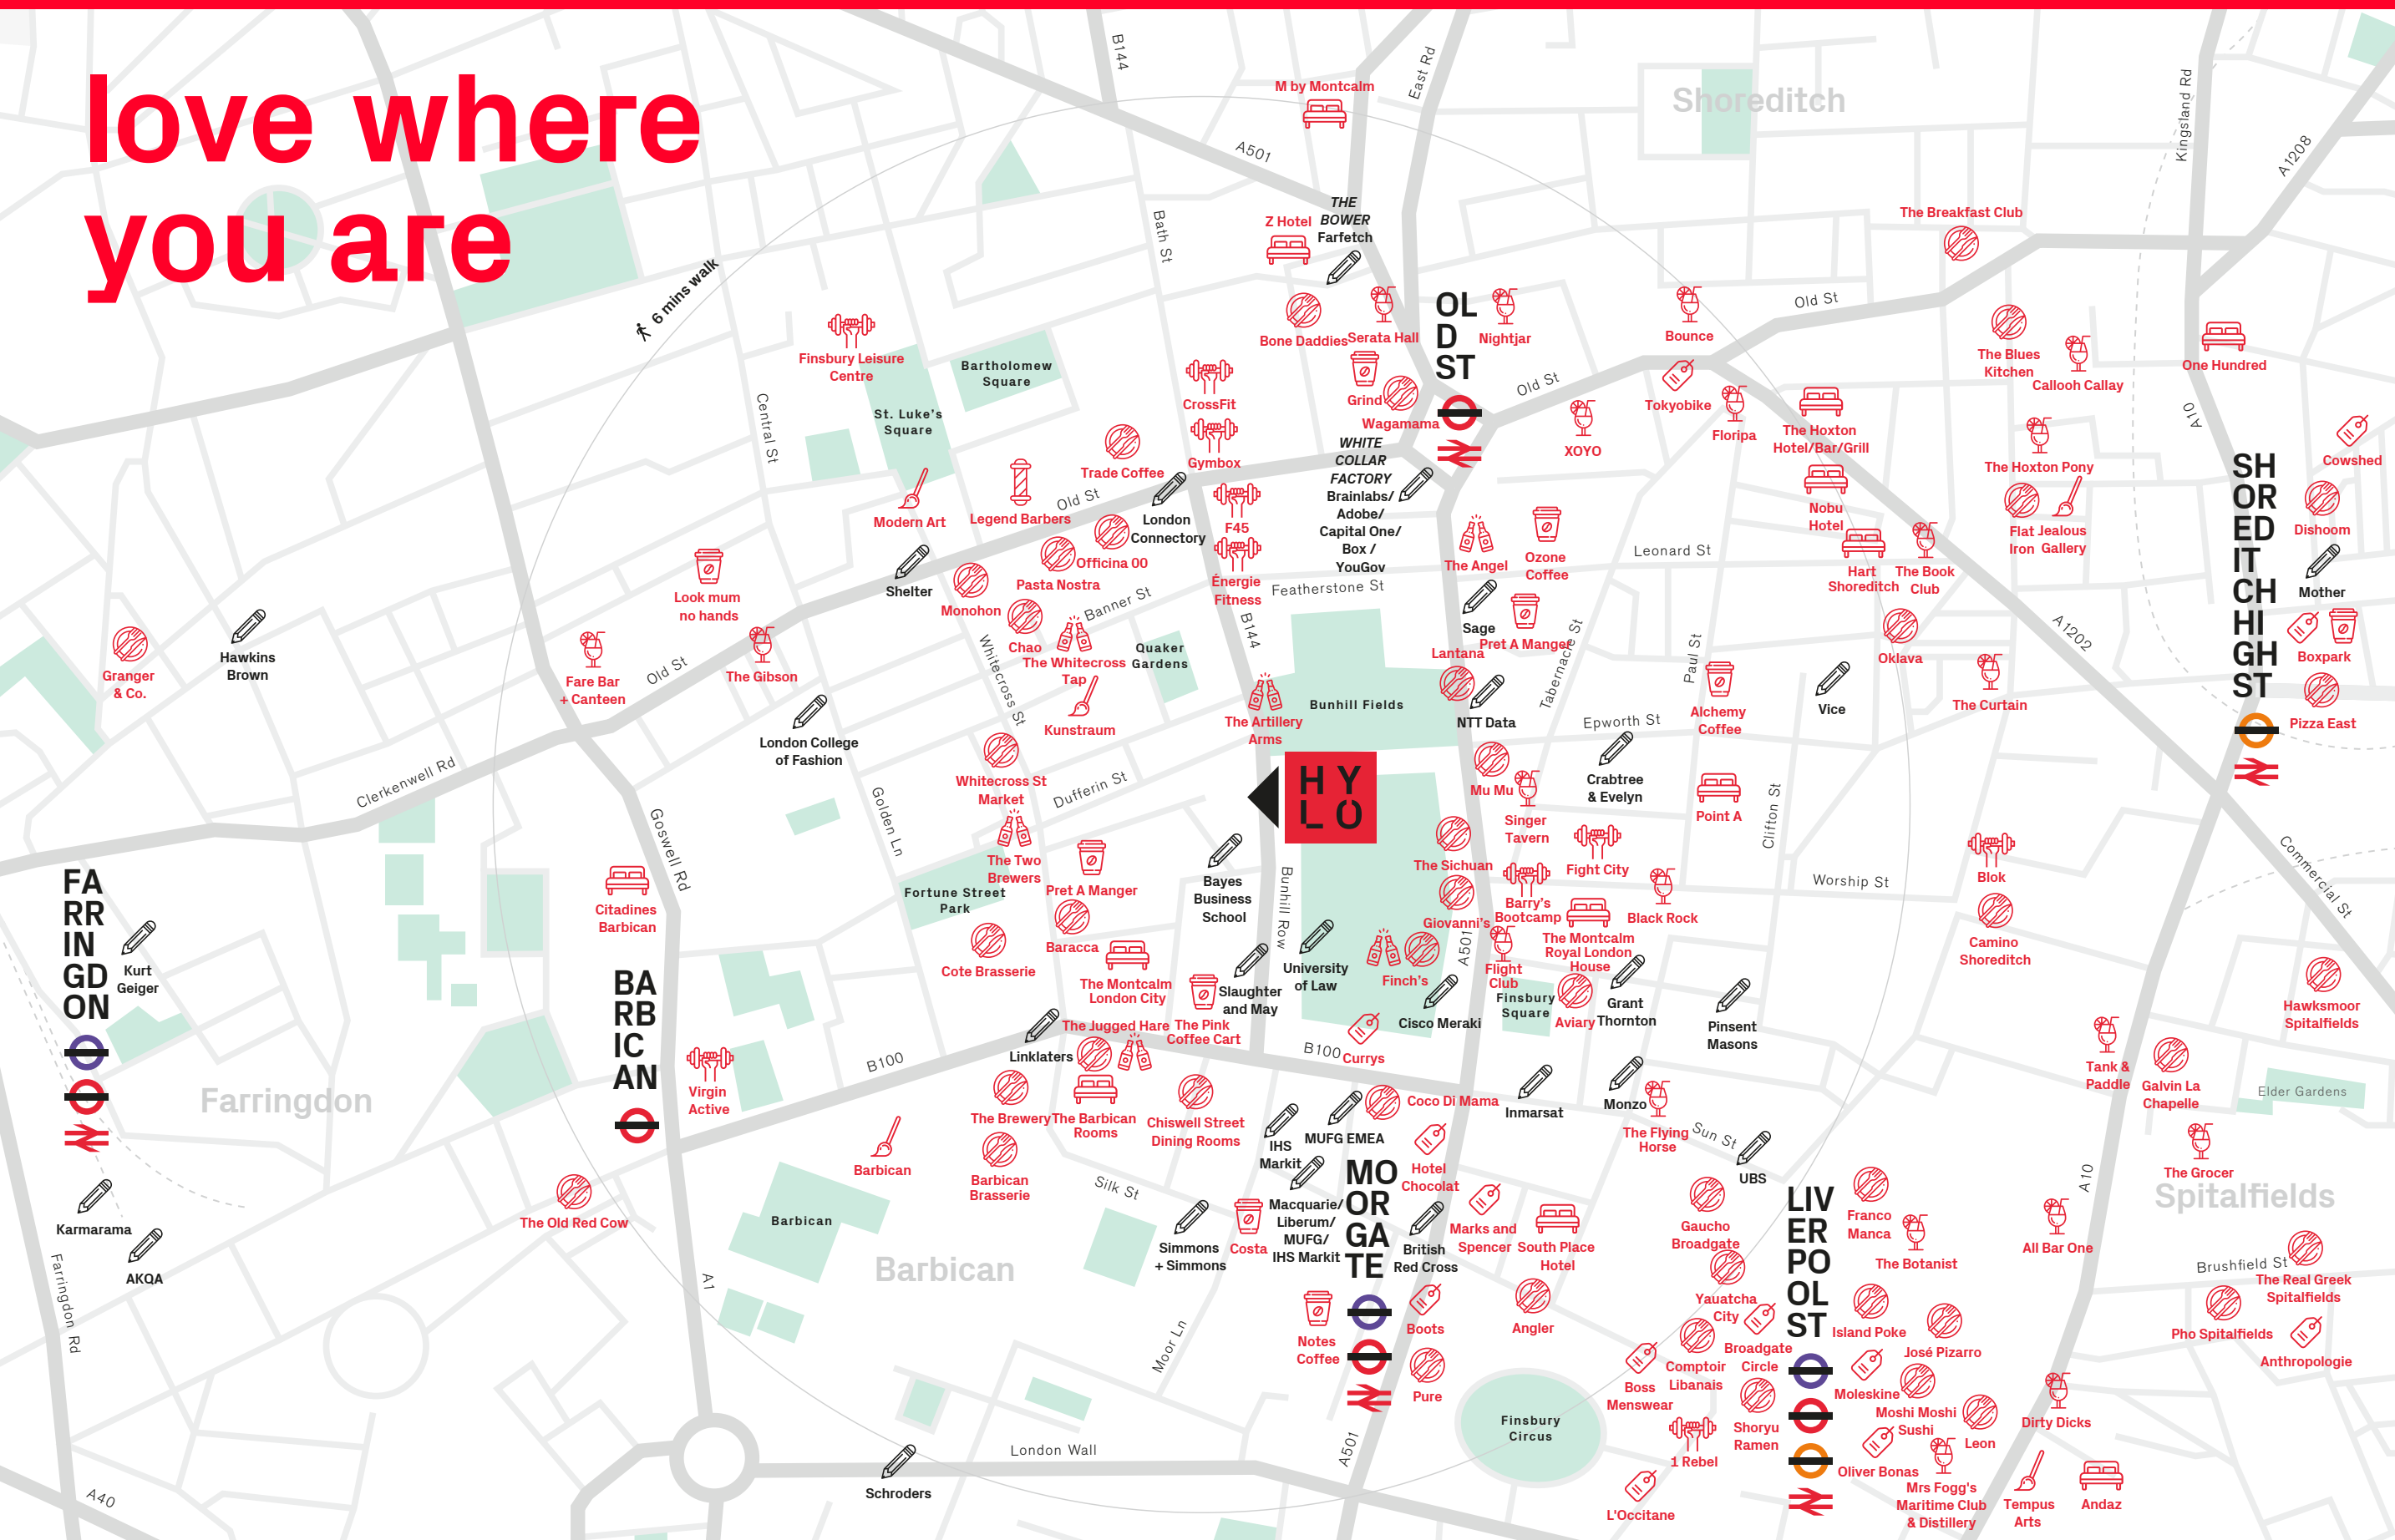 love where
you are
6 mins walk
B144
East Rd
M by Montcalm
Shoreditch
Kingsland Rd
A1208
A501
Bath St
THE
BOWER
Farfetch
Z Hotel
The Breakfast Club
Old St
Finsbury Leisure
Centre
Bartholomew
Square
St. Luke's
Square
Central St
Bone Daddies
Serata Hall
OL
D
ST
Nightjar
Bounce
The Blues
Kitchen
Callooh Callay
One Hundred
A10
CrossFit
Gymbox
Grind
Wagamama
Old St
Tokyobike
Floripa
XOYO
The Hoxton
Hotel/Bar/Grill
The Hoxton Pony
Cowshed
Trade Coffee
Modern Art
Legend Barbers
Old St
London
Connectory
F45
WHITE
COLLAR
FACTORY
Brainlabs/
Adobe/
Capital One/
Box /
YouGov
Nobu
Hotel
Flat
Iron
Jealous
Gallery
SH
OR
ED
IT
CH
HI
GH
ST
Dishoom
Mother
Boxpark
Pizza East
Shelter
Officina 00
Pasta Nostra
Monohon
Chao
Banner St
Énergie
Fitness
Featherstone St
The Angel
Ozone
Coffee
Leonard St
Hart
Shoreditch
The Book
Club
A1202
Look mum
no hands
Granger
& Co.
Hawkins
Brown
Fare Bar
+ Canteen
Old St
The Gibson
Whitecross St
The Whitecross
Tap
Kunstraum
Quaker
Gardens
B144
Sage
Pret A Manger
Lantana
Tabernacle St
Paul St
Oklava
The Curtain
London College
of Fashion
The Artillery
Arms
Bunhill Fields
NTT Data
Epworth St
Alchemy
Coffee
Vice
Clerkenwell Rd
Goswell Rd
Golden Ln
Whitecross St
Market
Dufferin St
HY
LO
Mu Mu
Singer
Tavern
Crabtree
& Evelyn
Point A
Clifton St
Commercial St
FA
RR
IN
GD
ON
Kurt
Geiger
Citadines
Barbican
The Two
Brewers
Fortune Street
Park
Pret A Manger
Baracca
Cote Brasserie
Bayes
Business
School
Bunhill Row
The Sichuan
Giovanni's
Fight City
Barry's
Bootcamp
Black Rock
Worship St
Blok
Camino
Shoreditch
BA
RB
IC
AN
The Montcalm
London City
Slaughter
and May
University
of Law
Finch's
A501
Flight
Club
The Montcalm
Royal London
House
Finsbury
Square
Aviary
Grant
Thornton
Pinsent
Masons
Hawksmoor
Spitalfields
Linklaters
The Jugged Hare
The Pink
Coffee Cart
Cisco Meraki
Currys
B100
B100
Virgin
Active
Farringdon
The Brewery
The Barbican
Rooms
Chiswell Street
Dining Rooms
Coco Di Mama
Inmarsat
Monzo
The Flying
Horse
Sun St
UBS
Tank &
Paddle
Galvin La
Chapelle
Elder Gardens
The Grocer
Barbican
Barbican
Brasserie
IHS
Markit
MUFG EMEA
Hotel
Chocolat
Silk St
MO
OR
GA
TE
Karmarama
AKQA
The Old Red Cow
Barbican
Barbican
Simmons
+ Simmons
Costa
Macquarie/
Liberum/
MUFG/
IHS Markit
British
Red Cross
Marks and
Spencer
South Place
Hotel
Gaucho
Broadgate
LIV
ER
PO
OL
ST
Franco
Manca
The Botanist
All Bar One
A10
Spitalfields
Brushfield St
The Real Greek
Spitalfields
Pho Spitalfields
Anthropologie
Farringdon Rd
A1
Moor Ln
Notes
Coffee
Boots
Angler
Pure
Yauatcha
City
Broadgate
Circle
Comptoir
Libanais
Boss
Menswear
Island Poke
José Pizarro
Moleskine
Moshi Moshi
Sushi
Leon
Dirty Dicks
Finsbury
Circus
Shoryu
Ramen
1 Rebel
Oliver Bonas
Mrs Fogg's
Maritime Club
& Distillery
Tempus
Arts
Andaz
L'Occitane
London Wall
A501
Schroders
A40